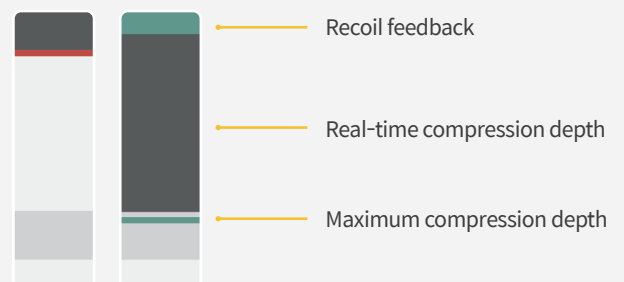 Recoil feedback
Real-time compression depth
Maximum compression depth